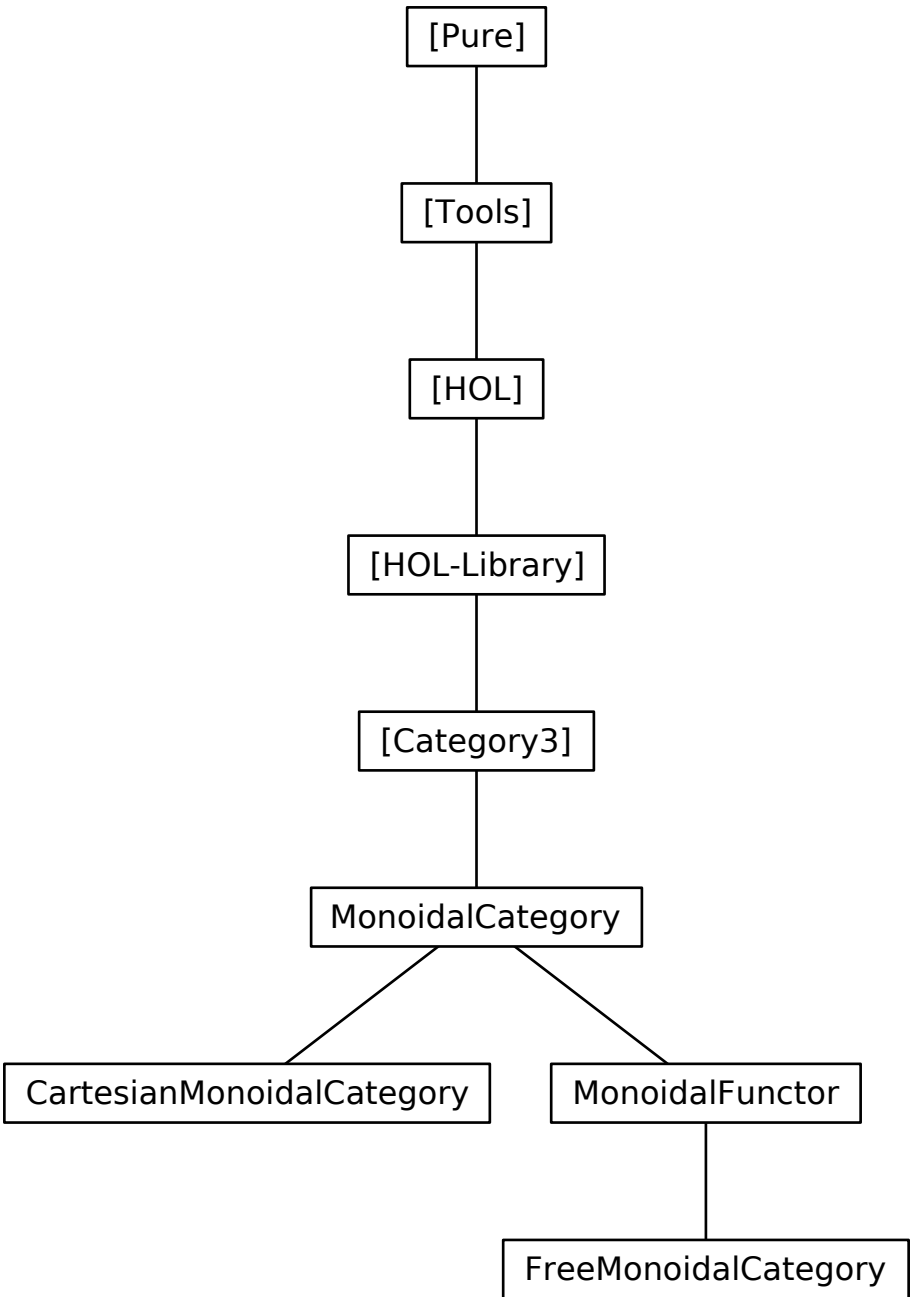 [Pure]
[Tools]
[HOL]
[HOL-Library]
[Category3]
MonoidalCategory
CartesianMonoidalCategory
MonoidalFunctor
FreeMonoidalCategory